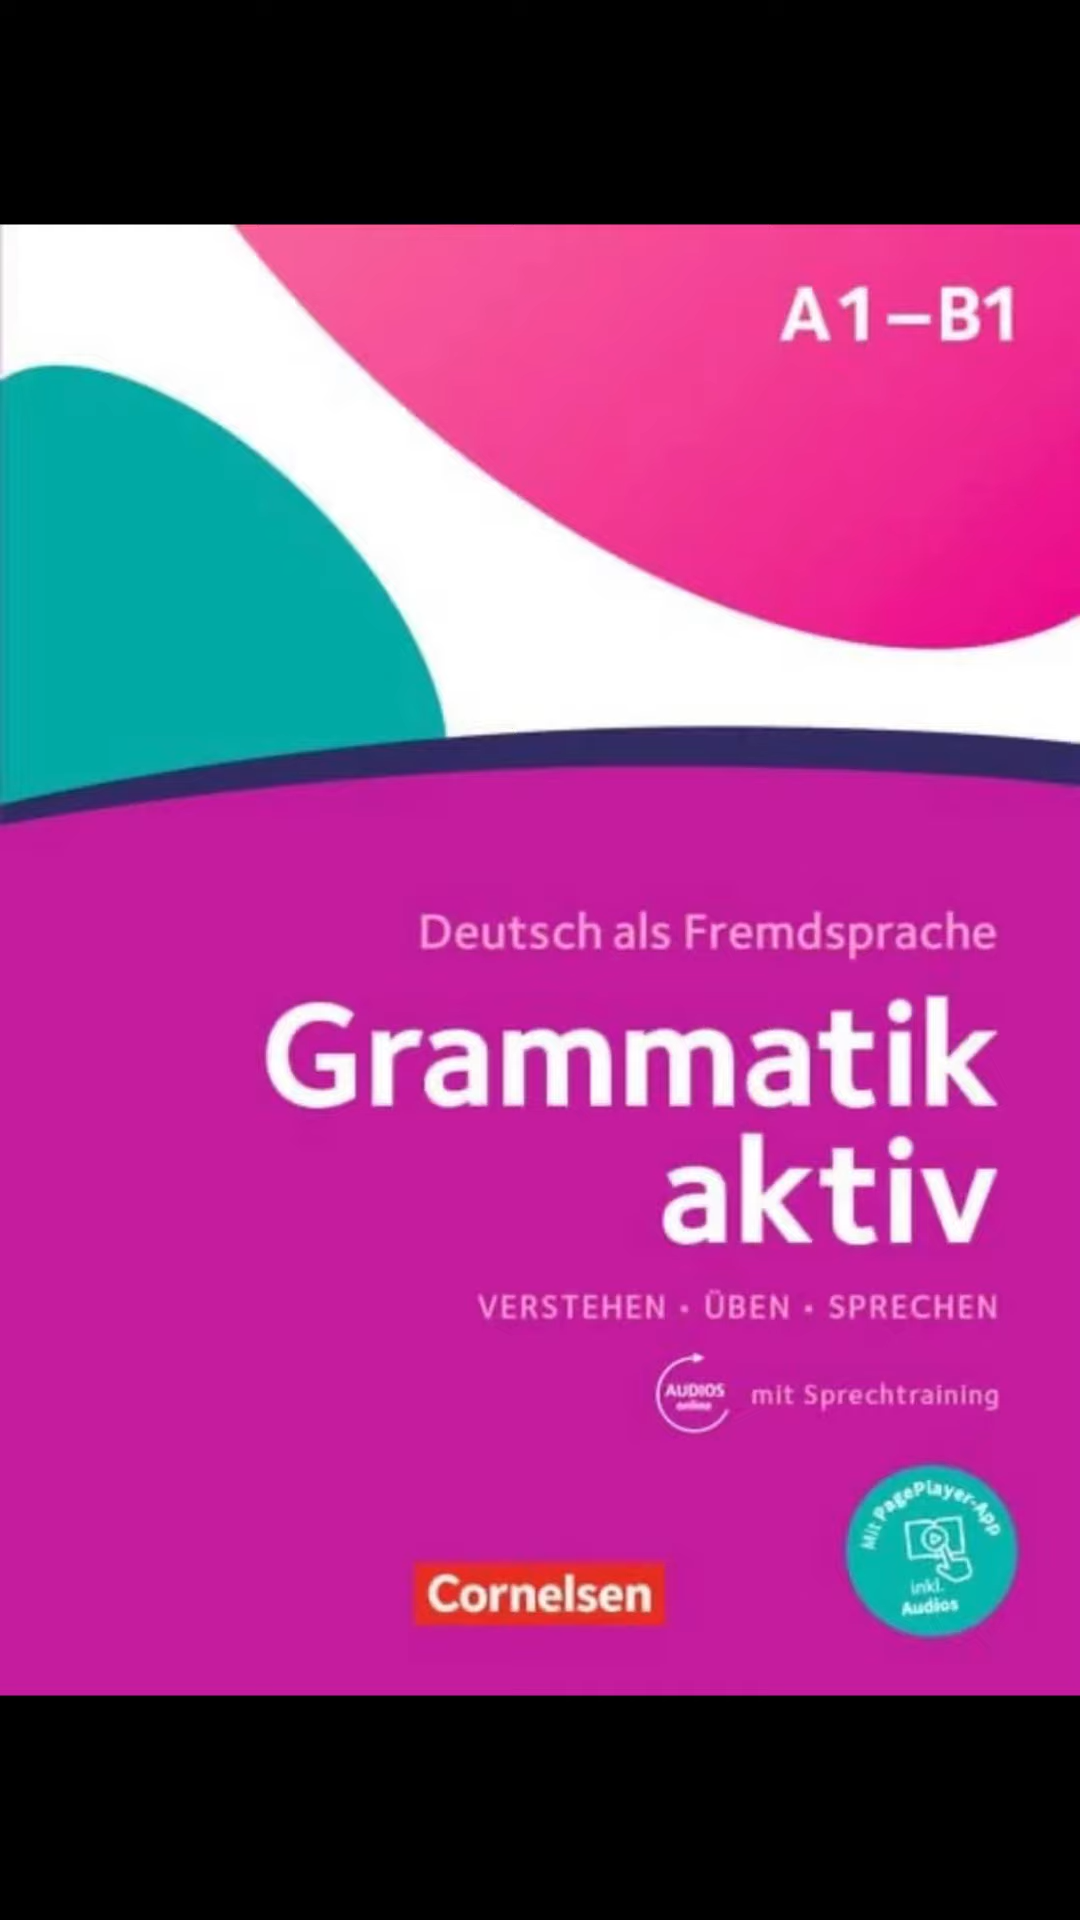 A1–B1
Deutsch als Fremdsprache
Grammatik
aktiv
VERSTEHEN • ÜBEN • SPRECHEN
AUDIOS
online
mit Sprechtraining
Mit PagePlayer-App
inkl.
Audios
Cornelsen